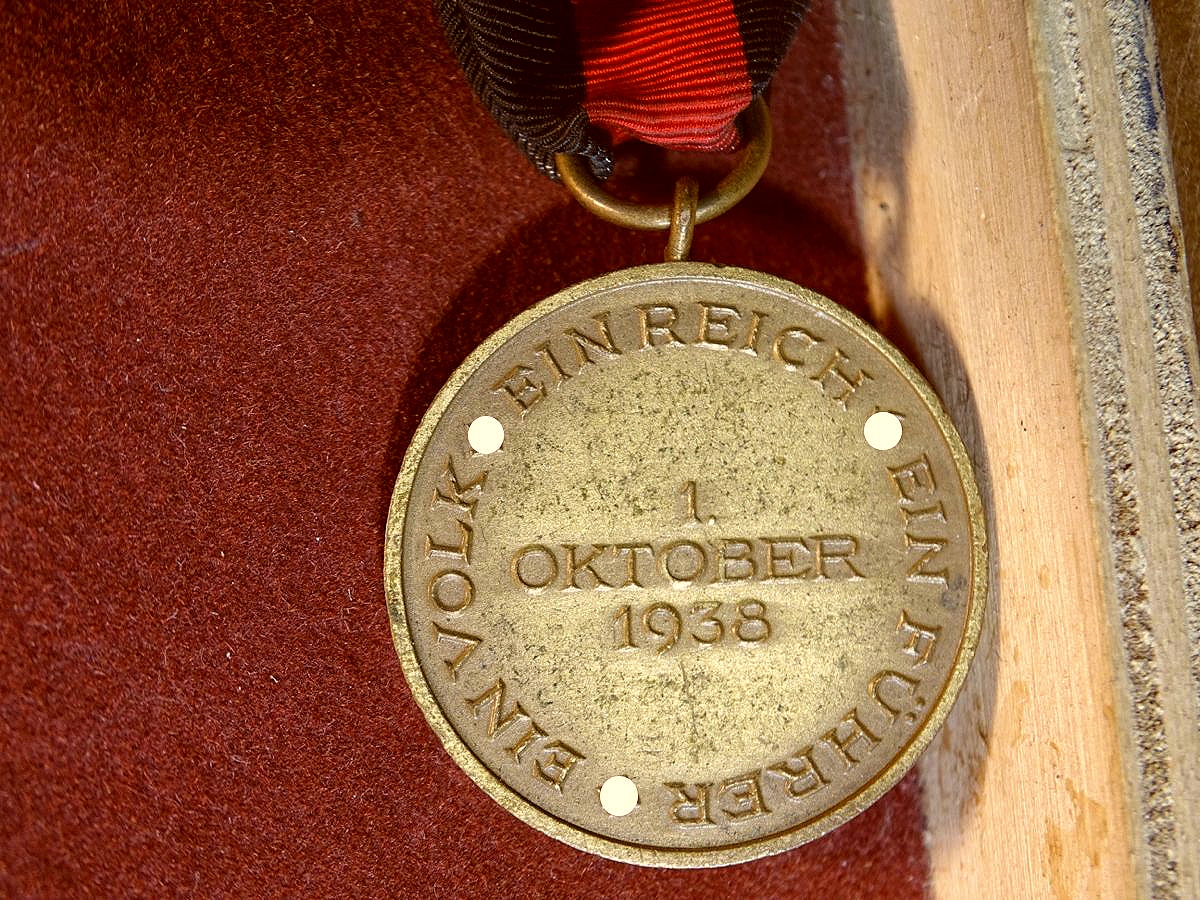 EIN VOLK EIN REICH EIN FÜHRER
1.
OKTOBER
1938